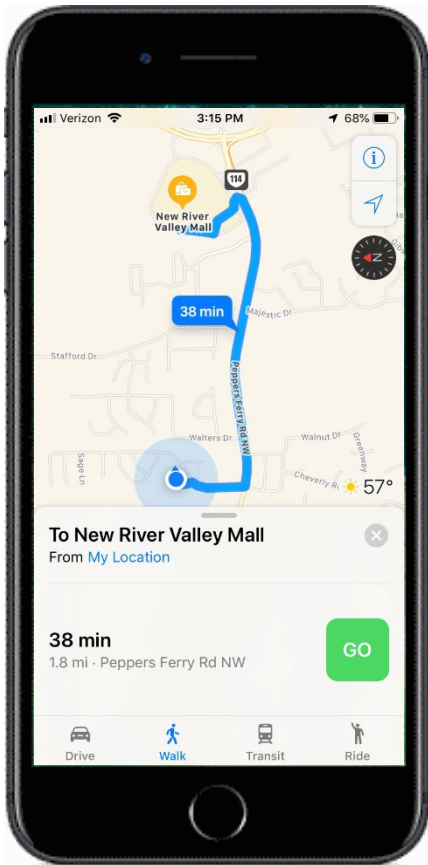 Verizon 3:15 PM 68%
114
New River
Valley Mall
38 min
Majestic Dr
Stafford Dr
Peppers Ferry Rd NW
Walters Dr
Walnut Dr
Greenway
Sage Ln
Cheverly R
57°
To New River Valley Mall
From My Location
38 min
1.8 mi · Peppers Ferry Rd NW
GO
Drive Walk Transit Ride